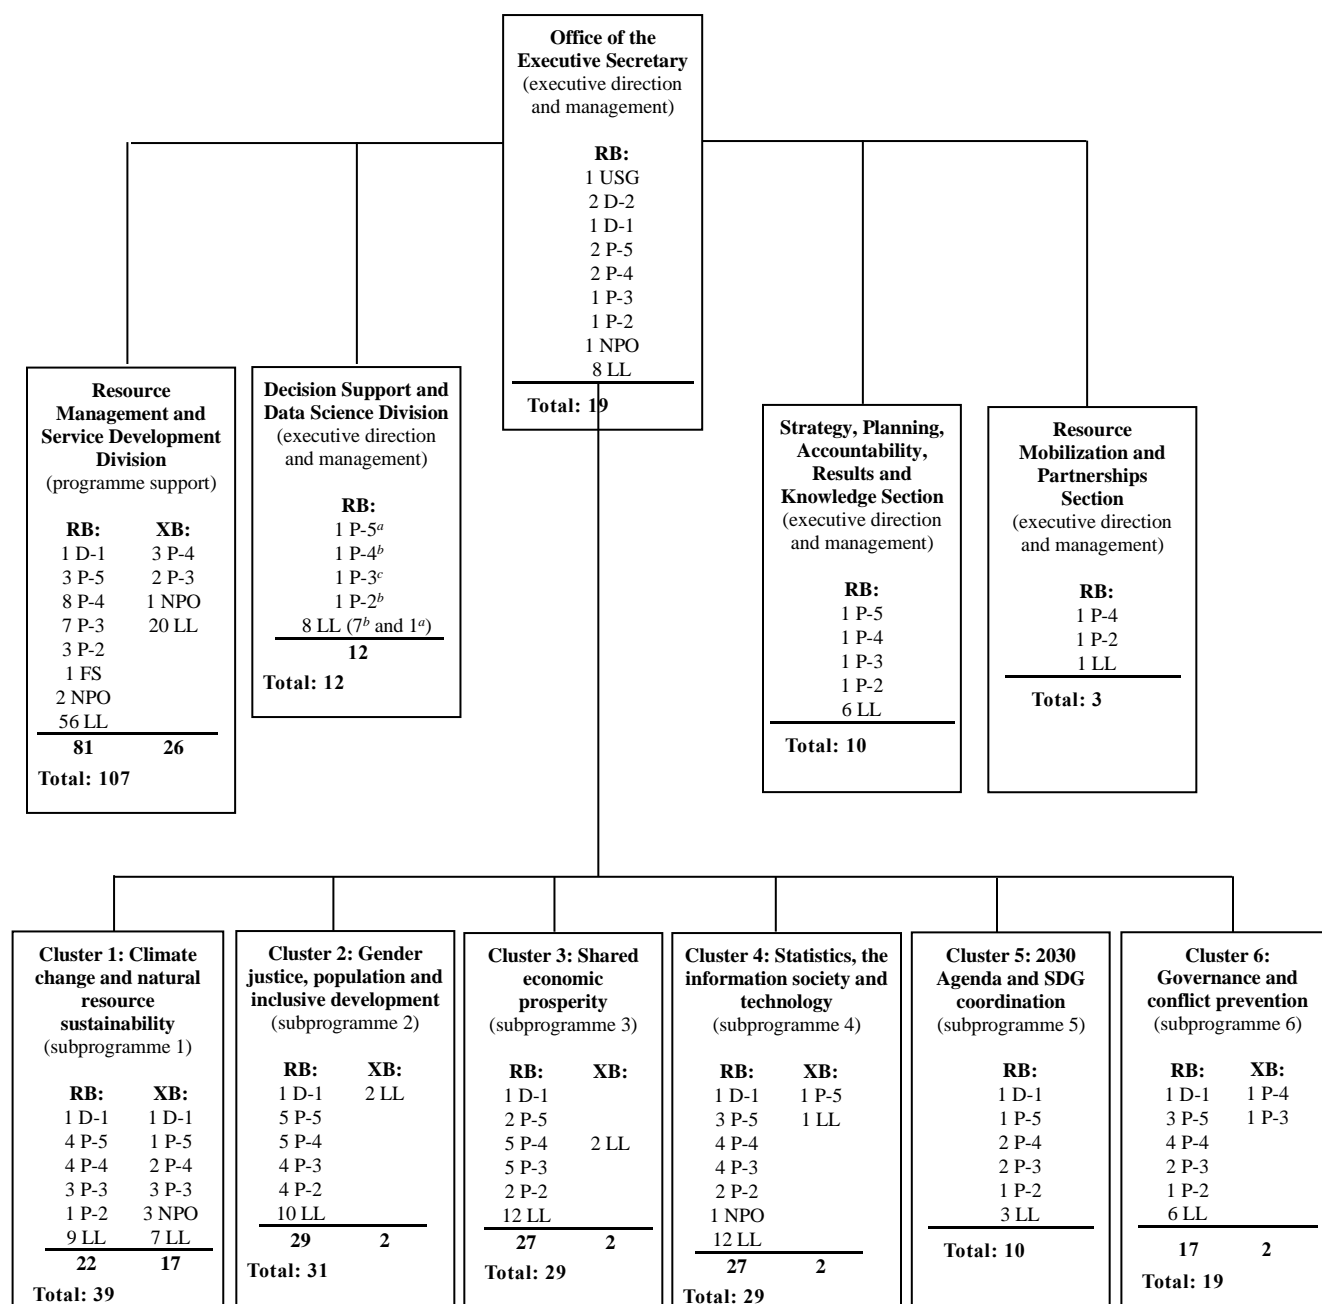 Office of the
Executive Secretary
(executive direction
and management)
RB:
1 USG
2 D-2
1 D-1
2 P-5
2 P-4
1 P-3
1 P-2
1 NPO
8 LL
Total: 19
Resource
Management and
Service Development
Division
(programme support)
RB: XB:
1 D-1 3 P-4
3 P-5 2 P-3
8 P-4 1 NPO
7 P-3 20 LL
3 P-2
1 FS
2 NPO
56 LL
81 26
Total: 107
Decision Support and
Data Science Division
(executive direction
and management)
RB:
1 P-5a
1 P-4b
1 P-3c
1 P-2b
8 LL (7b and 1a)
12
Total: 12
Strategy, Planning,
Accountability,
Results and
Knowledge Section
(executive direction
and management)
RB:
1 P-5
1 P-4
1 P-3
1 P-2
6 LL
Total: 10
Resource
Mobilization and
Partnerships
Section
(executive direction
and management)
RB:
1 P-4
1 P-2
1 LL
Total: 3
Cluster 1: Climate
change and natural
resource
sustainability
(subprogramme 1)
RB: XB:
1 D-1 1 D-1
4 P-5 1 P-5
4 P-4 2 P-4
3 P-3 3 P-3
1 P-2 3 NPO
9 LL 7 LL
22 17
Total: 39
Cluster 2: Gender
justice, population and
inclusive development
(subprogramme 2)
RB: XB:
1 D-1 2 LL
5 P-5
5 P-4
4 P-3
4 P-2
10 LL
29 2
Total: 31
Cluster 3: Shared
economic
prosperity
(subprogramme 3)
RB: XB:
1 D-1
2 P-5
5 P-4 2 LL
5 P-3
2 P-2
12 LL
27 2
Total: 29
Cluster 4: Statistics, the
information society and
technology
(subprogramme 4)
RB: XB:
1 D-1 1 P-5
3 P-5 1 LL
4 P-4
4 P-3
2 P-2
1 NPO
12 LL
27 2
Total: 29
Cluster 5: 2030
Agenda and SDG
coordination
(subprogramme 5)
RB:
1 D-1
1 P-5
2 P-4
2 P-3
1 P-2
3 LL
Total: 10
Cluster 6:
Governance and
conflict prevention
(subprogramme 6)
RB: XB:
1 D-1 1 P-4
3 P-5 1 P-3
4 P-4
2 P-3
1 P-2
6 LL
17 2
Total: 19